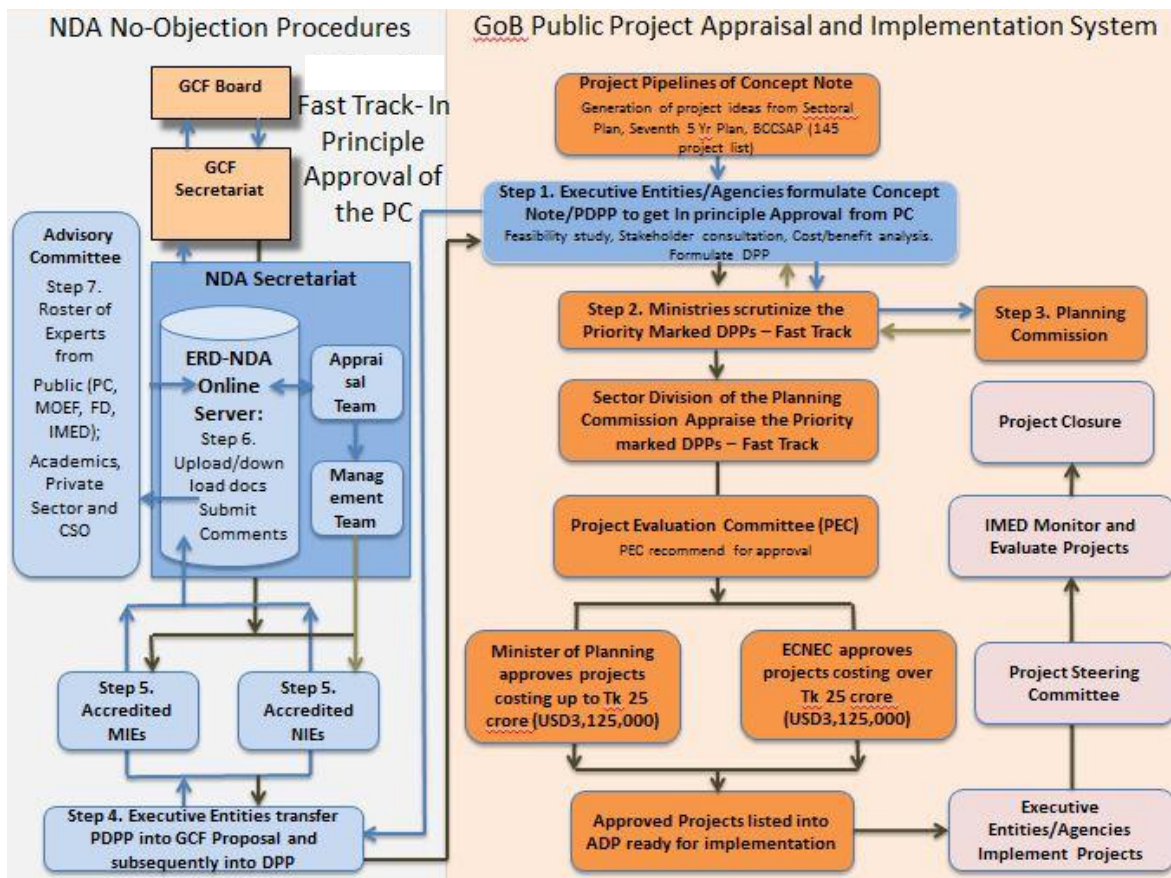 NDA No-Objection Procedures
GoB Public Project Appraisal and Implementation System
GCF Board
GCF
Secretariat
Fast Track- In
Principle
Approval of
the PC
Advisory
Committee
Step 7.
Roster of
Experts
from
Public (PC,
MOEF, FD,
IMED);
Academics,
Private
Sector and
CSO
NDA Secretariat
ERD-NDA
Online
Server:
Step 6.
Upload/down
load docs
Submit
Comments
Apprai
sal
Team
Manag
ement
Team
Step 5.
Accredited
MIEs
Step 5.
Accredited
NIEs
Step 4. Executive Entities transfer
PDPP into GCF Proposal and
subsequently into DPP
Project Pipelines of Concept Note
Generation of project ideas from Sectoral
Plan, Seventh 5 Yr Plan, BCCSAP (145
project list)
Step 1. Executive Entities/Agencies formulate Concept
Note/PDPP to get In principle Approval from PC
Feasibility study, Stakeholder consultation, Cost/benefit analysis.
Formulate DPP
Step 2. Ministries scrutinize the
Priority Marked DPPs – Fast Track
Step 3. Planning
Commission
Sector Division of the Planning
Commission Appraise the Priority
marked DPPs – Fast Track
Project Evaluation Committee (PEC)
PEC recommend for approval
Minister of Planning
approves projects
costing up to Tk 25
crore (USD3,125,000)
ECNEC approves
projects costing over
Tk 25 crore
(USD3,125,000)
Approved Projects listed into
ADP ready for implementation
Project Closure
IMED Monitor and
Evaluate Projects
Project Steering
Committee
Executive
Entities/Agencies
Implement Projects